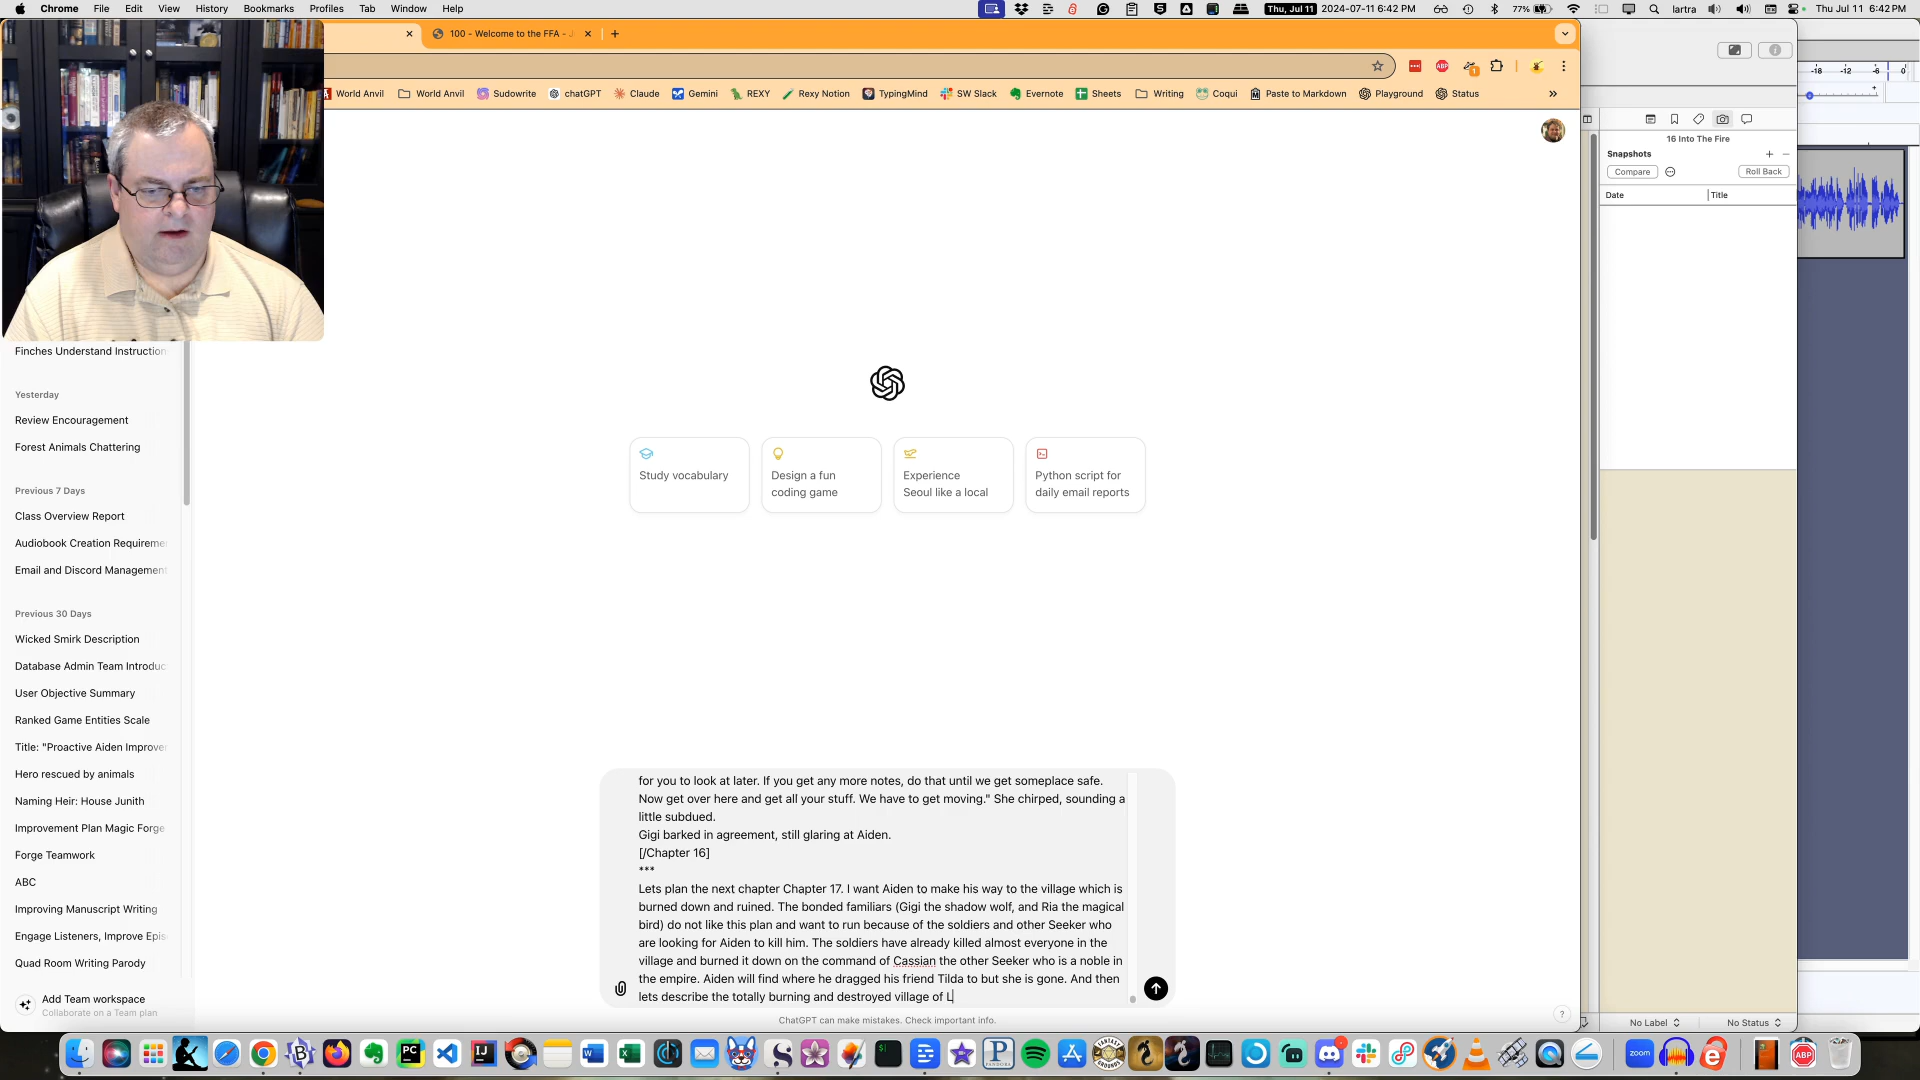 Chrome File Edit View History Bookmarks Profiles Tab Window Help
Thu, Jul 11 2024-07-11 6:42 PM 77% lartra Thu Jul 11 6:42 PM
100 - Welcome to the FFA -
World Anvil World Anvil Sudowrite chatGPT Claude Gemini REXY Rexy Notion TypingMind SW Slack Evernote Sheets Writing Coqui Paste to Markdown Playground Status »
-18 -12 -6 0
16 Into The Fire
Snapshots
Compare Roll Back
Date Title
Finches Understand Instruction
Yesterday
Review Encouragement
Forest Animals Chattering
Previous 7 Days
Class Overview Report
Audiobook Creation Requireme
Email and Discord Management
Previous 30 Days
Wicked Smirk Description
Database Admin Team Introduc
User Objective Summary
Ranked Game Entities Scale
Title: "Proactive Aiden Improve
Hero rescued by animals
Naming Heir: House Junith
Improvement Plan Magic Forge
Forge Teamwork
ABC
Improving Manuscript Writing
Engage Listeners, Improve Epis
Quad Room Writing Parody
Add Team workspace
Collaborate on a Team plan
Study vocabulary
Design a fun
coding game
Experience
Seoul like a local
Python script for
daily email reports
for you to look at later. If you get any more notes, do that until we get someplace safe.
Now get over here and get all your stuff. We have to get moving." She chirped, sounding a
little subdued.
Gigi barked in agreement, still glaring at Aiden.
[/Chapter 16]
***
Lets plan the next chapter Chapter 17. I want Aiden to make his way to the village which is
burned down and ruined. The bonded familiars (Gigi the shadow wolf, and Ria the magical
bird) do not like this plan and want to run because of the soldiers and other Seeker who
are looking for Aiden to kill him. The soldiers have already killed almost everyone in the
village and burned it down on the command of Cassian the other Seeker who is a noble in
the empire. Aiden will find where he dragged his friend Tilda to but she is gone. And then
lets describe the totally burning and destroyed village of L
ChatGPT can make mistakes. Check important info.
?
No Label No Status
zoom ABP